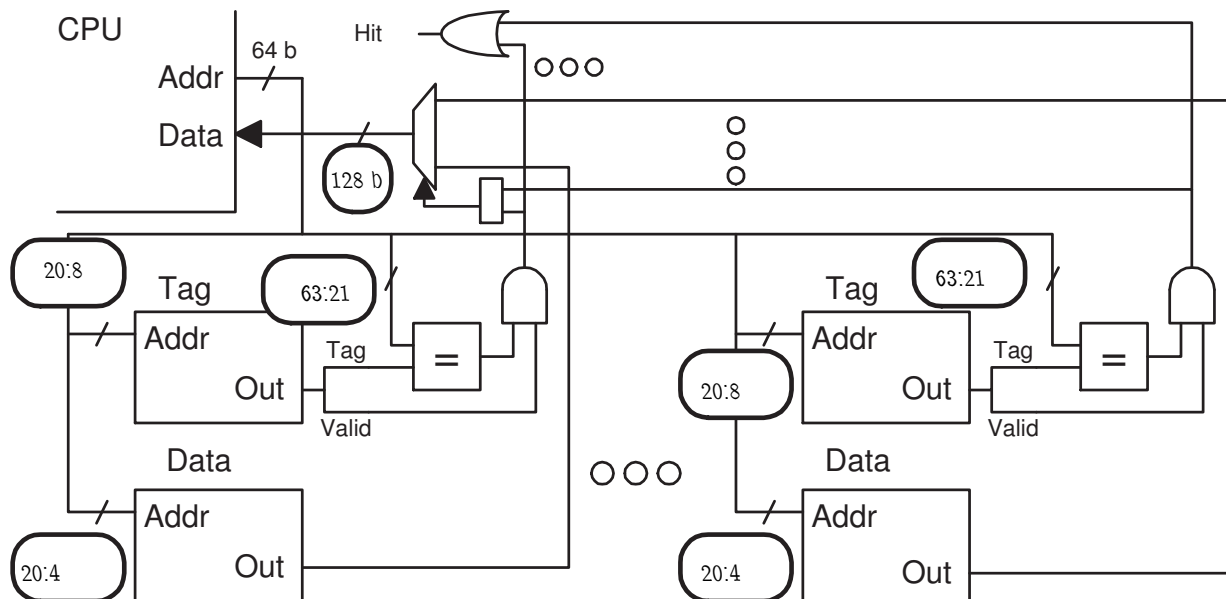 CPU
Hit
64 b
Addr
Data
128 b
20:8
Tag
63:21
Addr
Tag
=
Out
Valid
Data
Addr
20:4
Out
63:21
Tag
Addr
Tag
=
20:8
Out
Valid
Data
Addr
20:4
Out